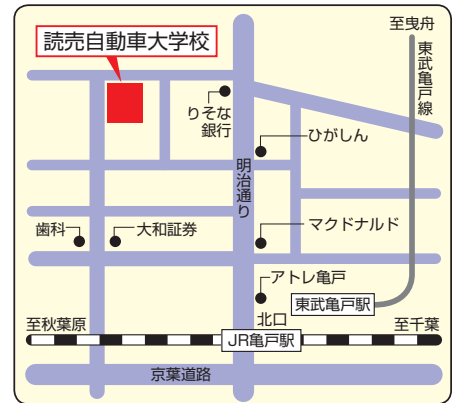 至曳舟
読売自動車大学校
東武亀戸線
りそな
銀行
ひがしん
明治通り
歯科
大和証券
マクドナルド
アトレ亀戸
東武亀戸駅
北口
至秋葉原
至千葉
JR亀戸駅
京葉道路